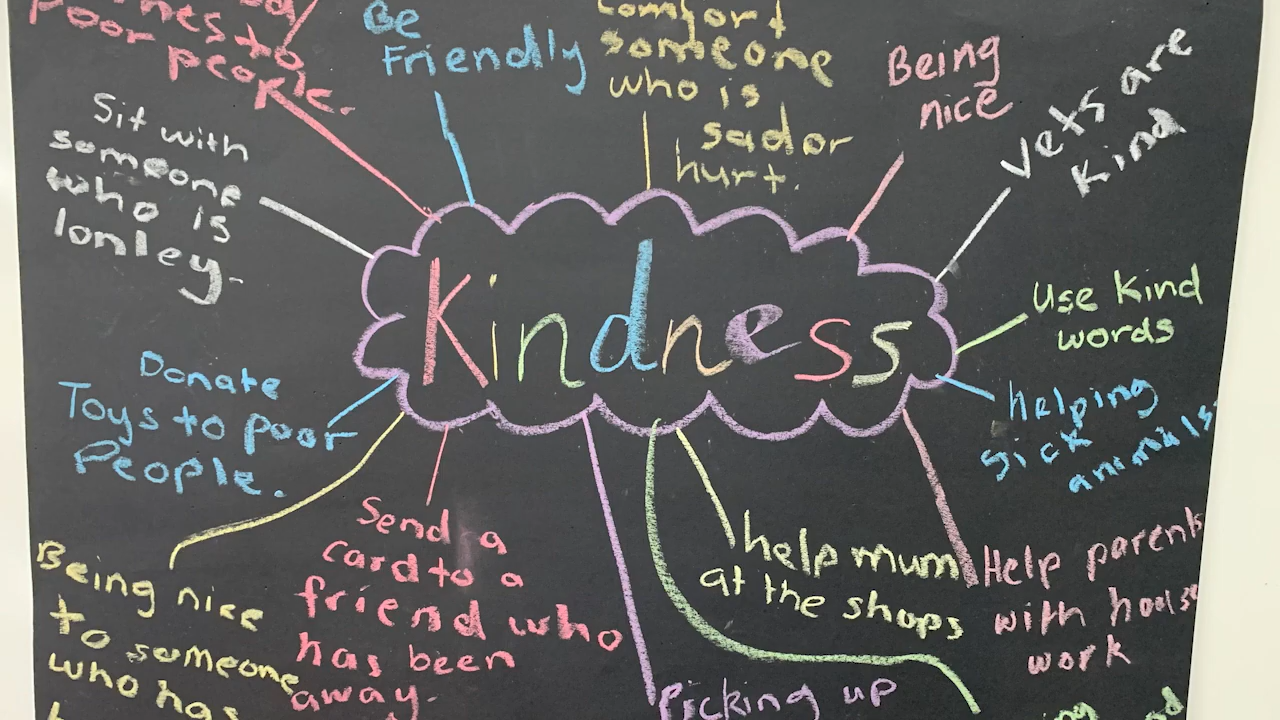 to
poor
people.
Be
Friendly
comfort
someone
who is
sad or
hurt.
Being
nice
Vets are
Kind
Sit with
someone
who is
lonley.
Kindness
Use Kind
words
helping
sick
animals.
Donate
Toys to poor
People.
Being nice
to someone
who has
Send a
card to a
friend who
has been
away.
Picking up
help mum
at the shops
Help parents
with house
work